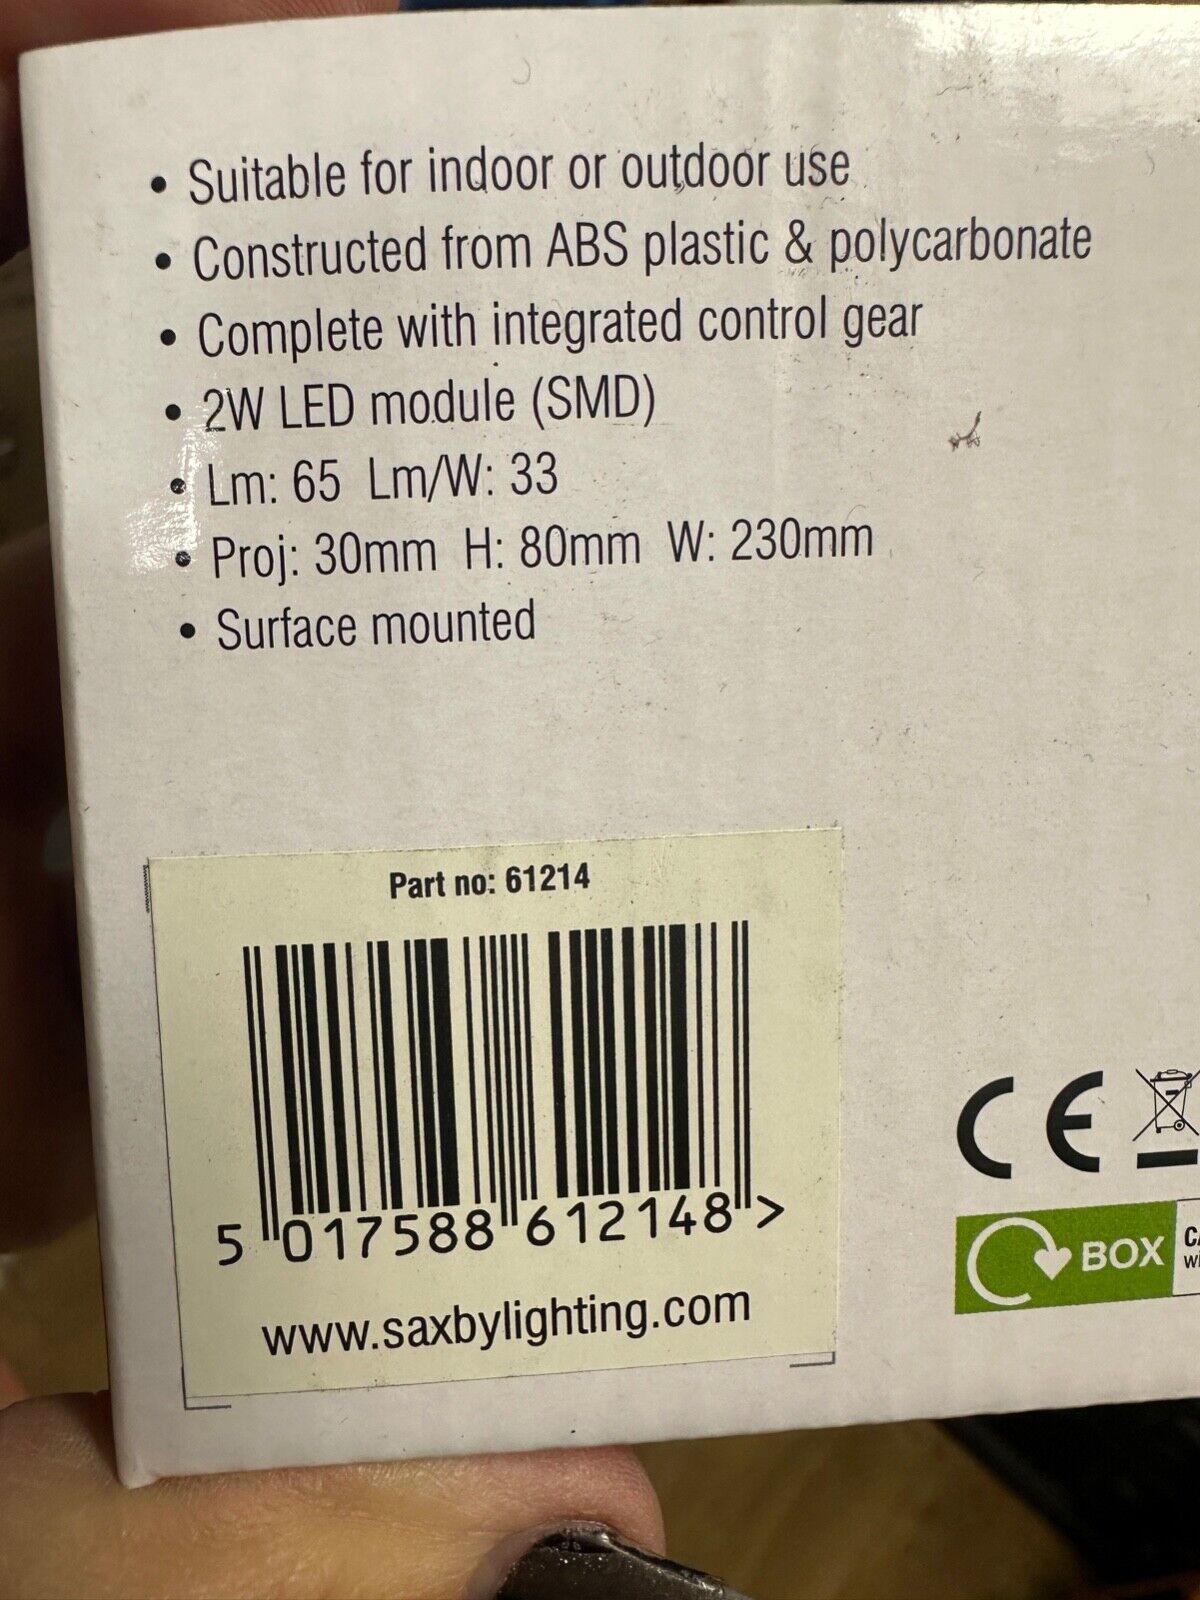 • Suitable for indoor or outdoor use
• Constructed from ABS plastic & polycarbonate
• Complete with integrated control gear
• 2W LED module (SMD)
• Lm: 65 Lm/W: 33
• Proj: 30mm H: 80mm W: 230mm
• Surface mounted
Part no: 61214
5 017588 612148 >
www.saxbylighting.com
CE
BOX